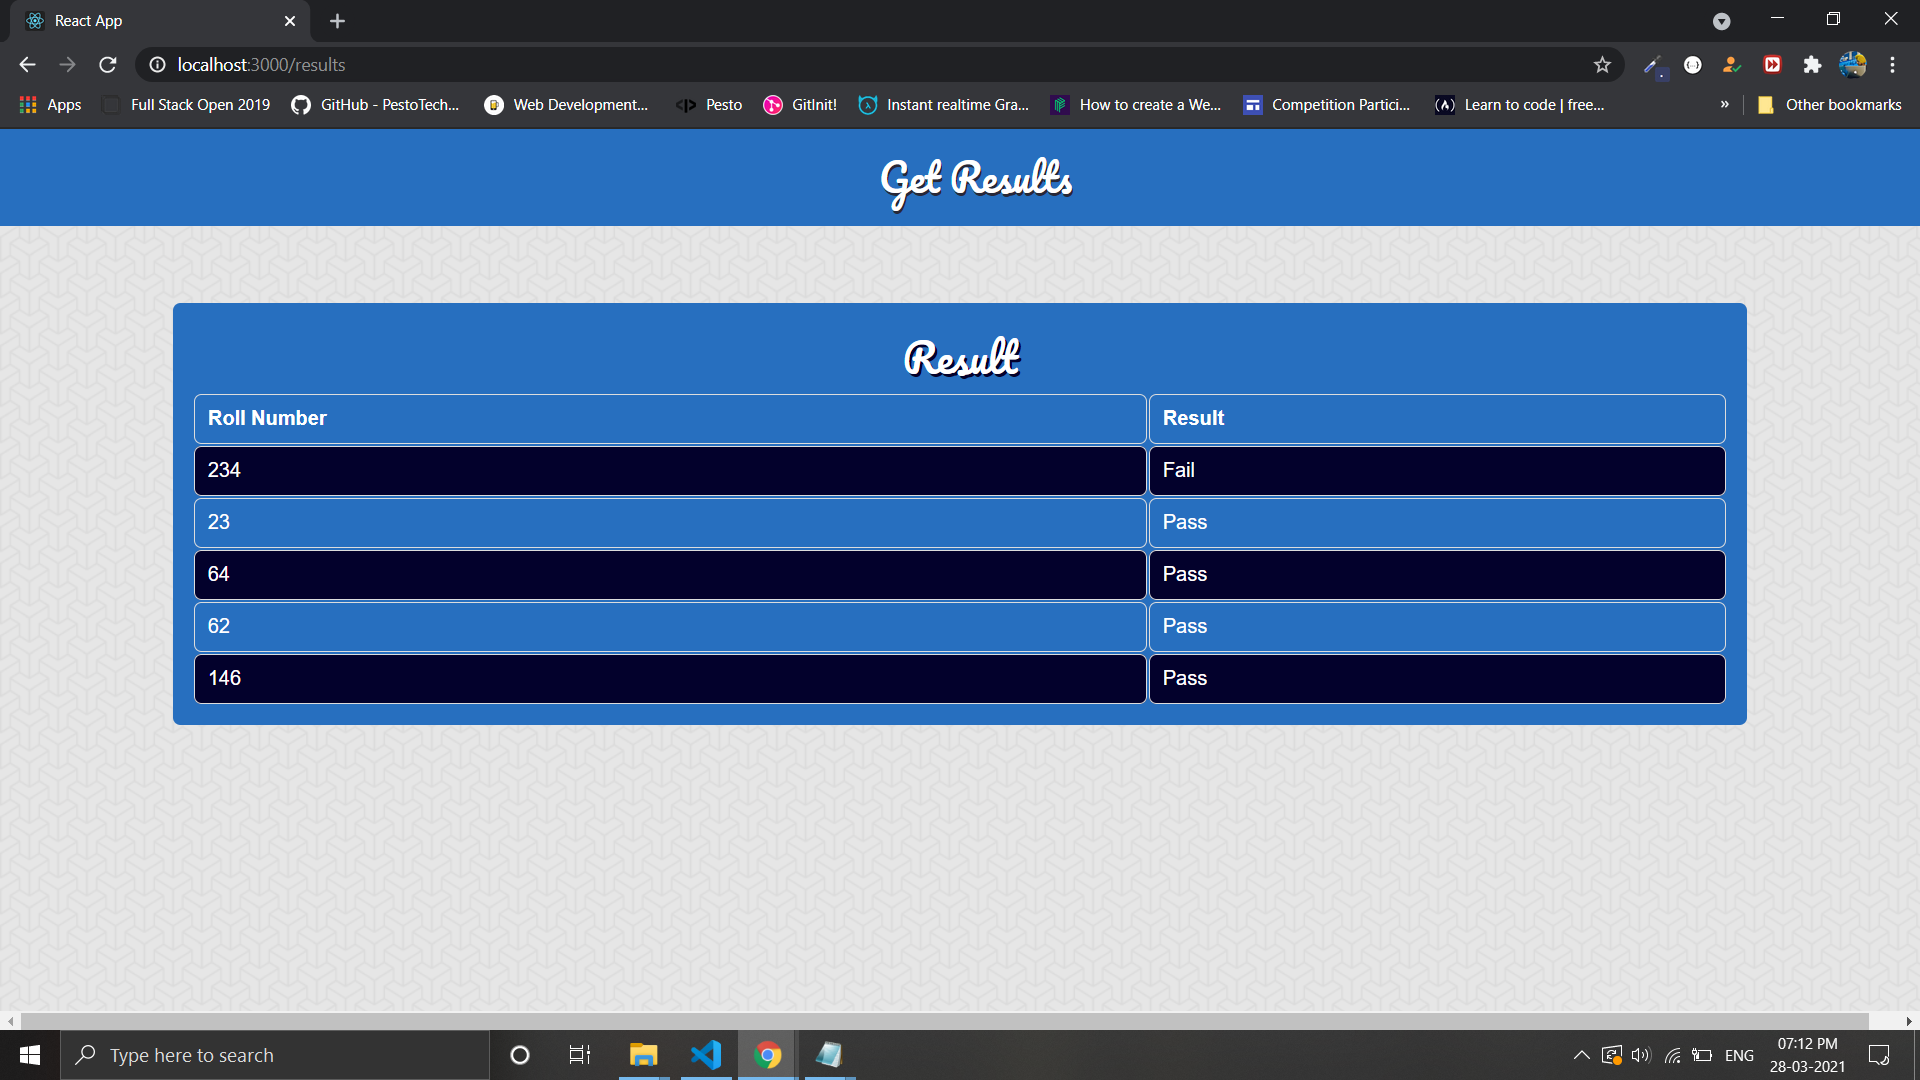 React App
localhost:3000/results
Apps Full Stack Open 2019 GitHub - PestoTech... Web Development... Pesto GitInit! Instant realtime Gra... How to create a We... Competition Partici... Learn to code | free... » Other bookmarks
Get Results
Result
Roll Number Result
234 Fail
23 Pass
64 Pass
62 Pass
146 Pass
Type here to search
ENG
07:12 PM
28-03-2021